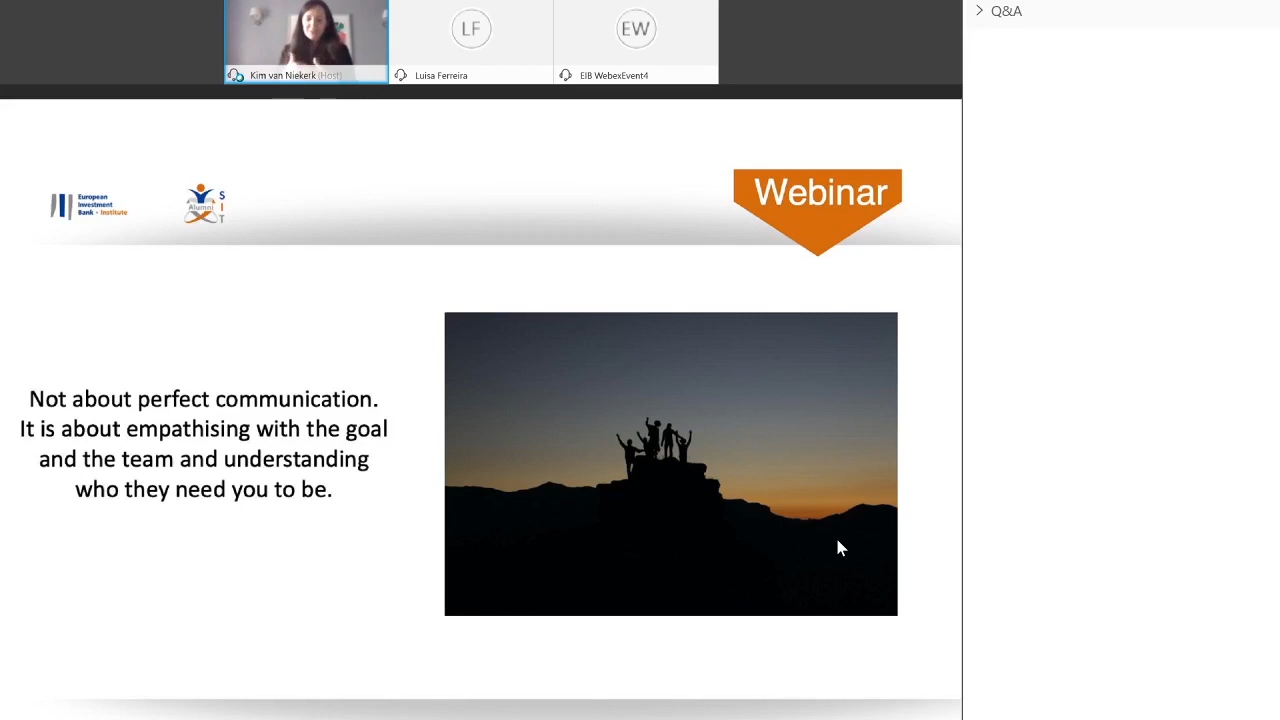 Q&A
LF
EW
Kim van Niekerk (Host)
Luisa Ferreira
EIB WebexEvent4
European
Investment
Bank - Institute
Alumni
S
I
T
Webinar
Not about perfect communication.
It is about empathising with the goal
and the team and understanding
who they need you to be.